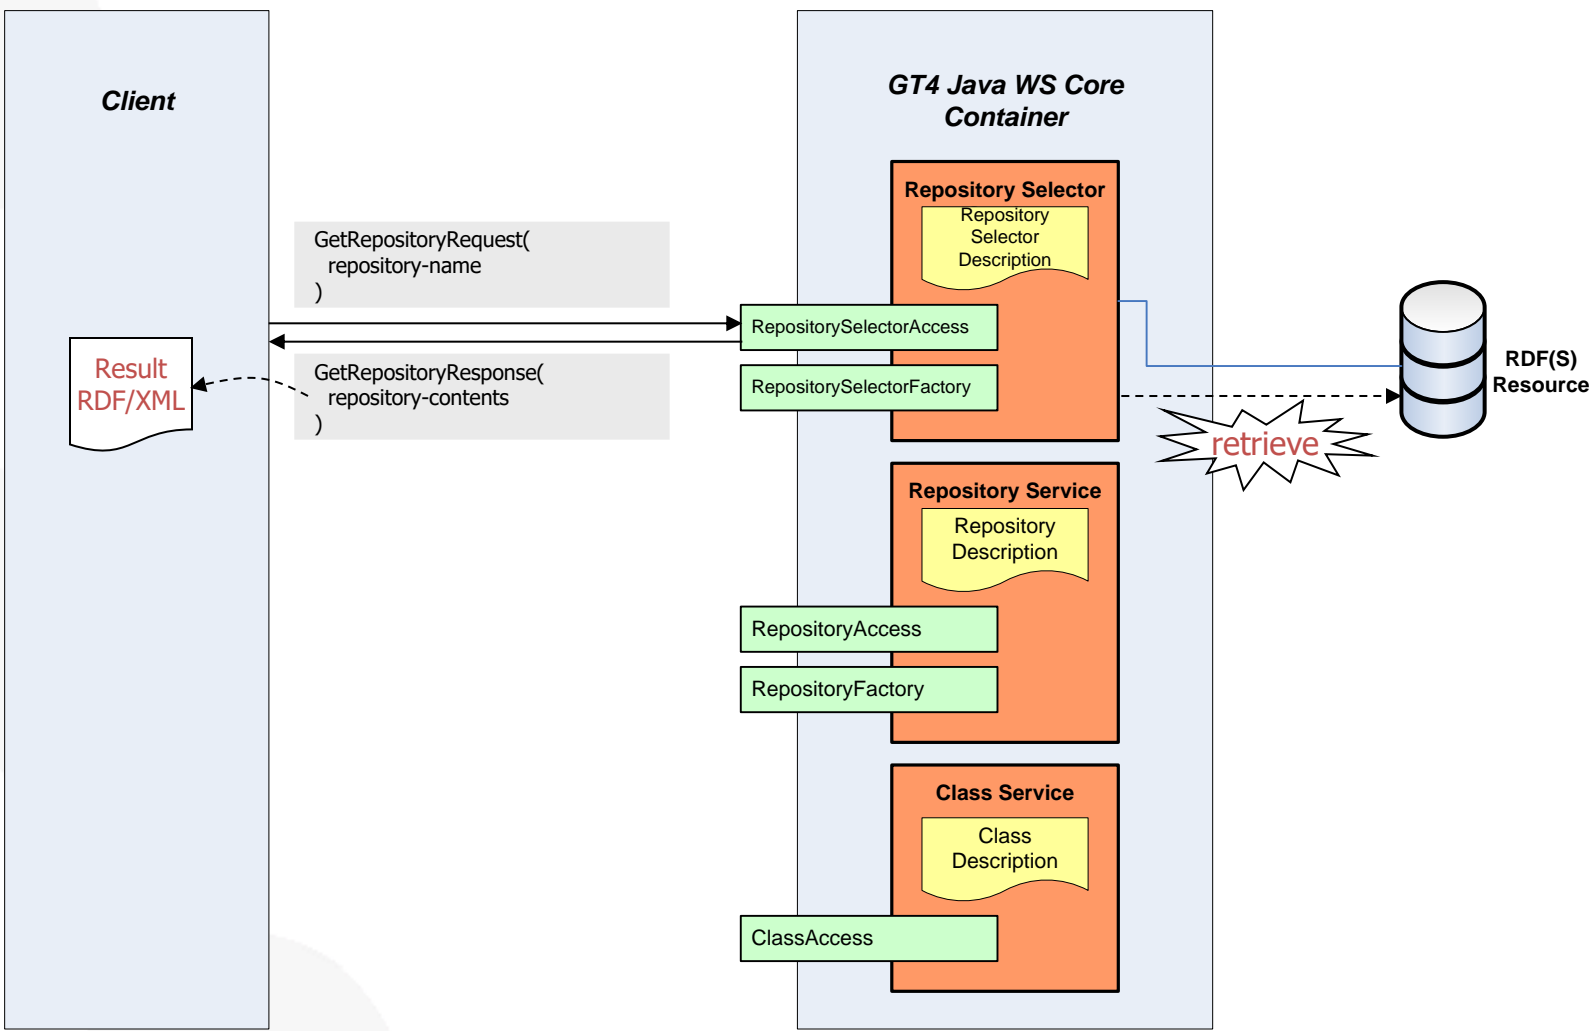 Client
GetRepositoryRequest(
repository-name
)
GetRepositoryResponse(
repository-contents
)
Result
RDF/XML
GT4 Java WS Core
Container
Repository Selector
Repository
Selector
Description
RepositorySelectorAccess
RepositorySelectorFactory
retrieve
RDF(S)
Resource
Repository Service
Repository
Description
RepositoryAccess
RepositoryFactory
Class Service
Class
Description
ClassAccess